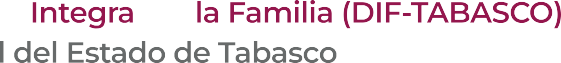 Integra la Familia (DIF-TABASCO)
l del Estado de Tabasco